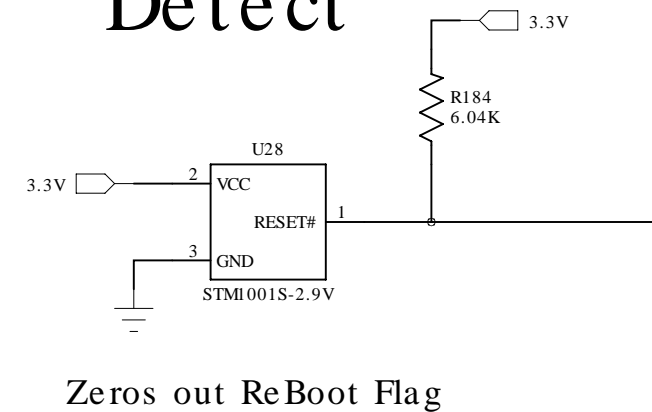 Detect
3.3V
R184
6.04K
U28
3.3V
2
VCC
RESET#
1
3
GND
STM1001S-2.9V
Zeros out ReBoot Flag